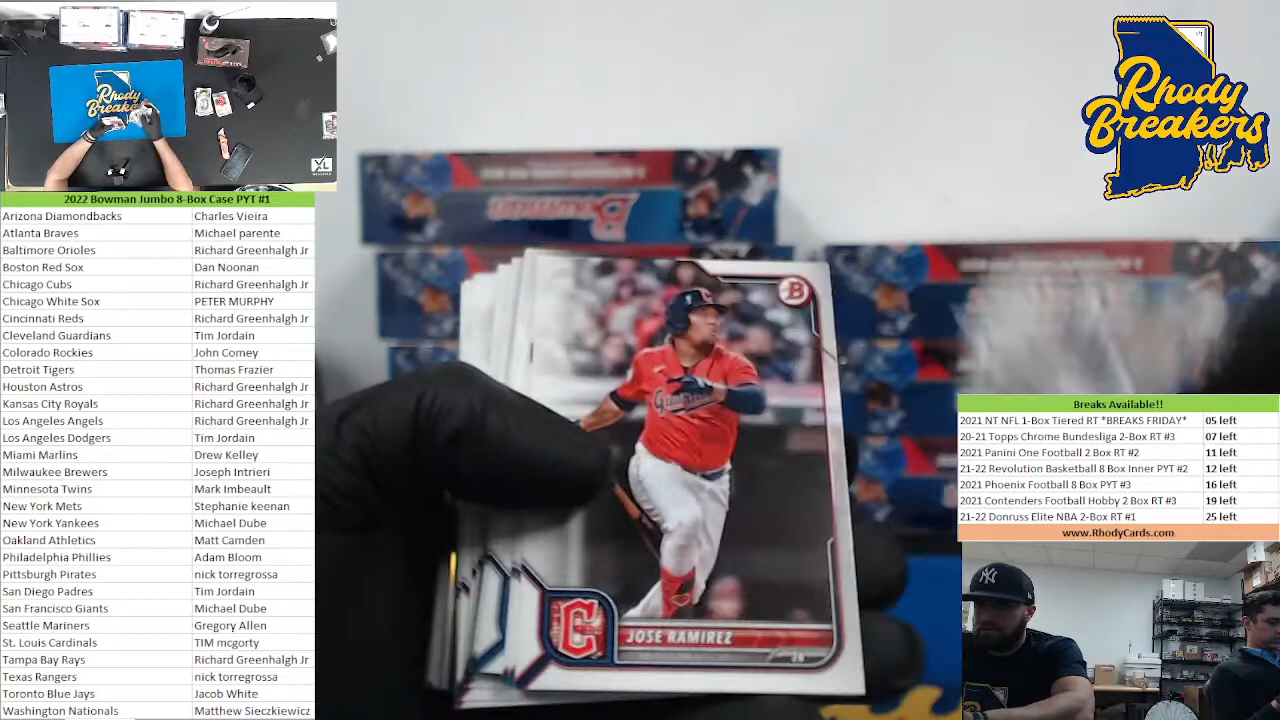 Rhody
Breakers
XL
2022 Bowman Jumbo 8-Box Case PYT #1
Arizona Diamondbacks Charles Vieira
Atlanta Braves Michael parente
Baltimore Orioles Richard Greenhalgh Jr
Boston Red Sox Dan Noonan
Chicago Cubs Richard Greenhalgh Jr
Chicago White Sox PETER MURPHY
Cincinnati Reds Richard Greenhalgh Jr
Cleveland Guardians Tim Jordain
Colorado Rockies John Comey
Detroit Tigers Thomas Frazier
Houston Astros Richard Greenhalgh Jr
Kansas City Royals Richard Greenhalgh Jr
Los Angeles Angels Richard Greenhalgh Jr
Los Angeles Dodgers Tim Jordain
Miami Marlins Drew Kelley
Milwaukee Brewers Joseph Intrieri
Minnesota Twins Mark Imbeault
New York Mets Stephanie keenan
New York Yankees Michael Dube
Oakland Athletics Matt Camden
Philadelphia Phillies Adam Bloom
Pittsburgh Pirates nick torregrossa
San Diego Padres Tim Jordain
San Francisco Giants Michael Dube
Seattle Mariners Gregory Allen
St. Louis Cardinals TIM mcgorty
Tampa Bay Rays Richard Greenhalgh Jr
Texas Rangers nick torregrossa
Toronto Blue Jays Jacob White
Washington Nationals Matthew Sieczkiewicz
BOWMAN
B
Guardians
C
JOSE RAMIREZ
3B
1/1
Rhody
Breakers
Breaks Available!!
2021 NT NFL 1-Box Tiered RT *BREAKS FRIDAY* 05 left
20-21 Topps Chrome Bundesliga 2-Box RT #3 07 left
2021 Panini One Football 2 Box RT #2 11 left
21-22 Revolution Basketball 8 Box Inner PYT #2 12 left
2021 Phoenix Football 8 Box PYT #3 16 left
2021 Contenders Football Hobby 2 Box RT #3 19 left
21-22 Donruss Elite NBA 2-Box RT #1 25 left
www.RhodyCards.com